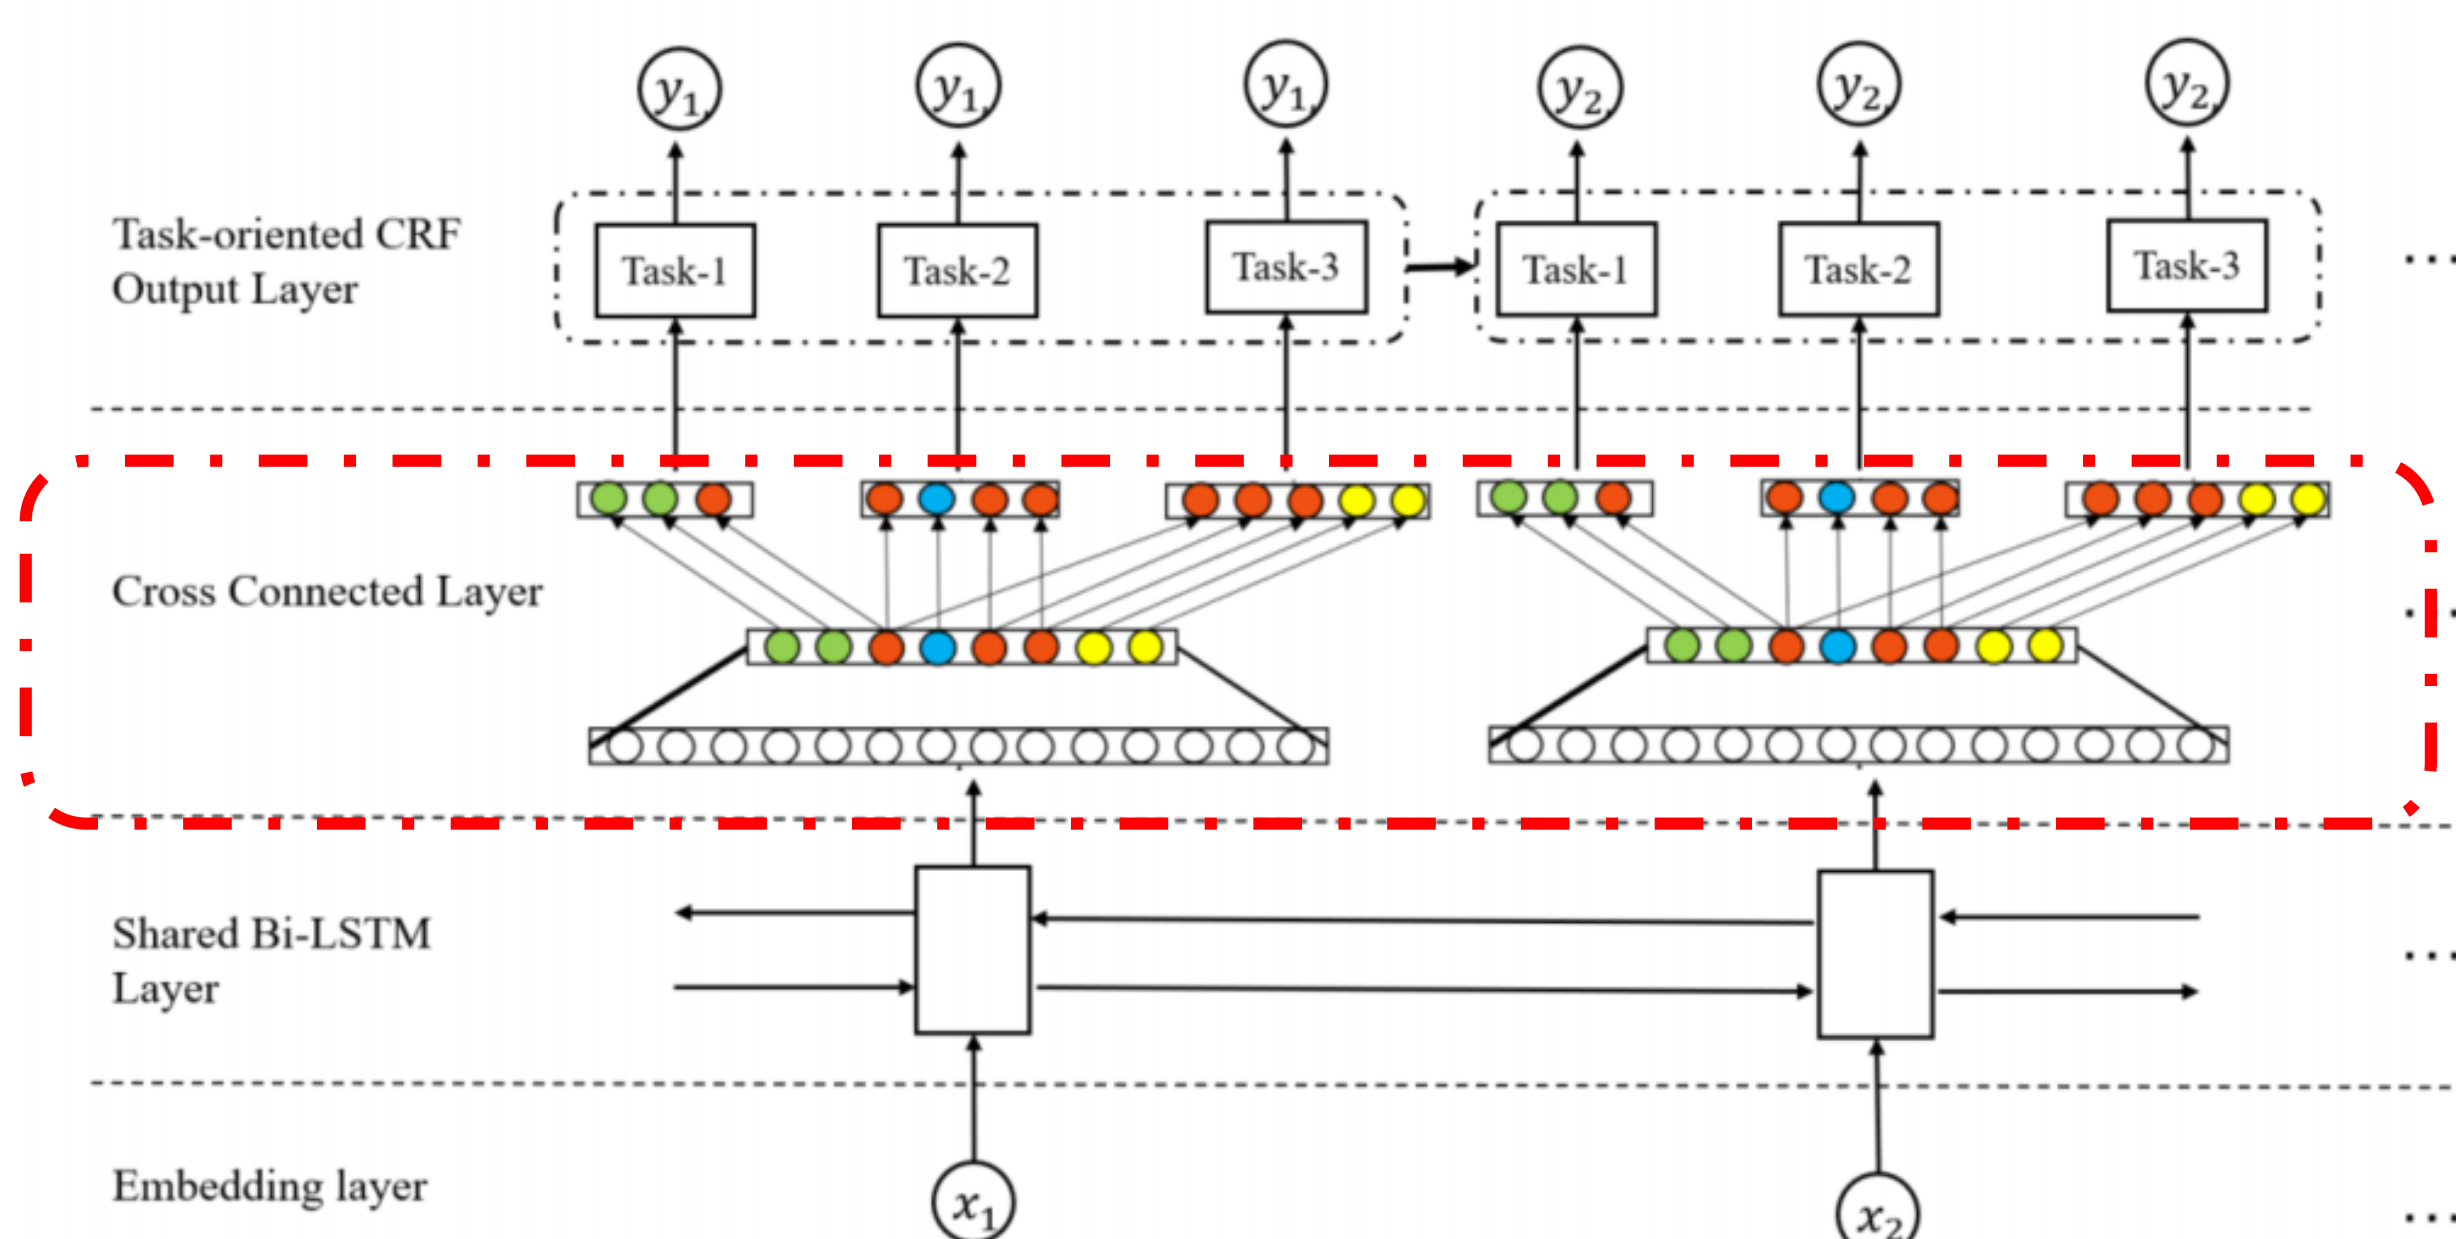 y₁, y₁, y₁, y₂, y₂, y₂,
Task-oriented CRF
Output Layer
Task-1 Task-2 Task-3 Task-1 Task-2 Task-3
...
Cross Connected Layer
Shared Bi-LSTM
Layer
...
Embedding layer
x₁ x₂
...